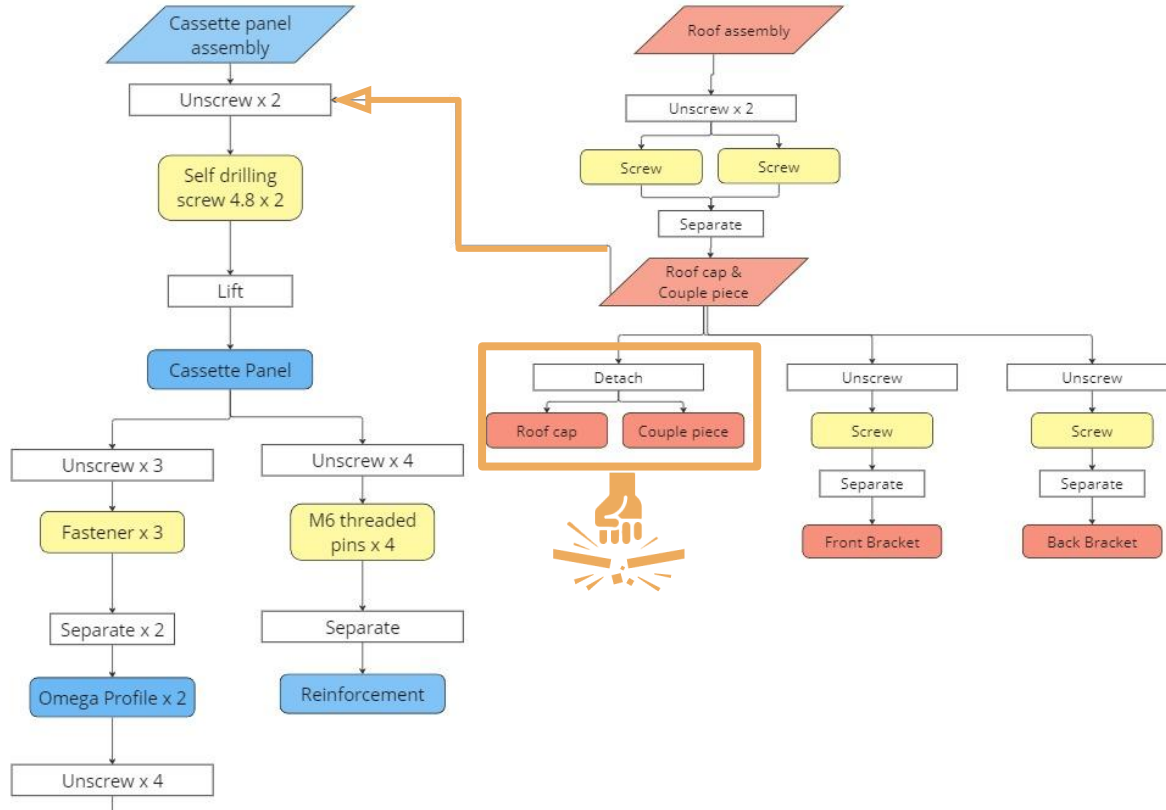 Cassette panel
assembly
Unscrew x 2
Self drilling
screw 4.8 x 2
Lift
Cassette Panel
Unscrew x 3
Fastener x 3
Separate x 2
Omega Profile x 2
Unscrew x 4
Unscrew x 4
M6 threaded
pins x 4
Separate
Reinforcement
Roof assembly
Unscrew x 2
Screw
Screw
Separate
Roof cap &
Couple piece
Detach
Roof cap
Couple piece
Unscrew
Screw
Separate
Front Bracket
Unscrew
Screw
Separate
Back Bracket